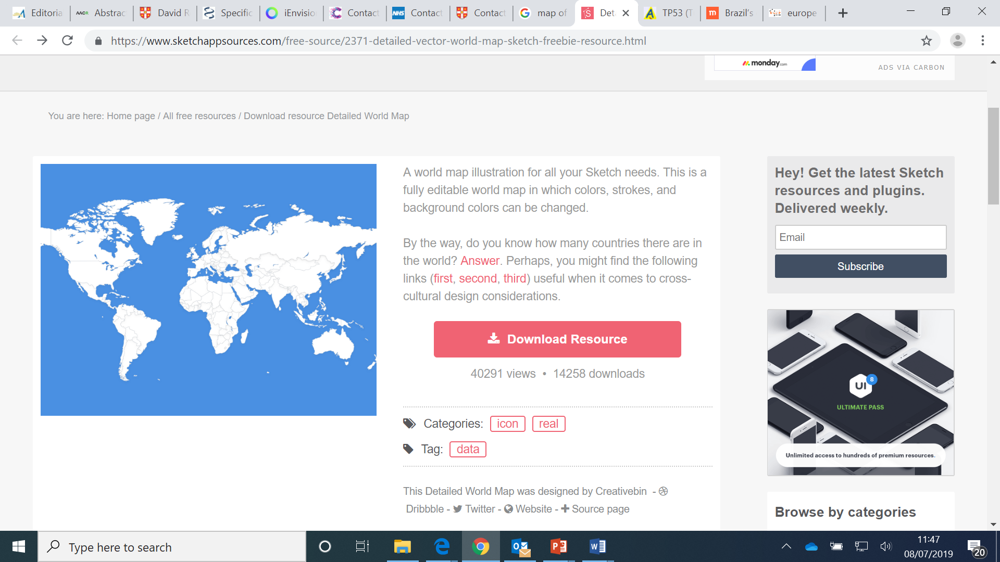 Editoria
AACR Abstrac
David R
Specific
iEnvisio
Contact
NHS Contact
Contact
map of
Det
TP53 (T
Brazil's
europe
https://www.sketchappsources.com/free-source/2371-detailed-vector-world-map-sketch-freebie-resource.html
monday.com
ADS VIA CARBON
You are here: Home page / All free resources / Download resource Detailed World Map
A world map illustration for all your Sketch needs. This is a
fully editable world map in which colors, strokes, and
background colors can be changed.
By the way, do you know how many countries there are in
the world? Answer. Perhaps, you might find the following
links (first, second, third) useful when it comes to cross-
cultural design considerations.
Download Resource
40291 views • 14258 downloads
Categories: icon real
Tag: data
This Detailed World Map was designed by Creativebin -
Dribbble - Twitter - Website - Source page
Hey! Get the latest Sketch
resources and plugins.
Delivered weekly.
Email
Subscribe
UI 8
ULTIMATE PASS
Unlimited access to hundreds of premium resources.
Browse by categories
Type here to search
11:47
08/07/2019
20